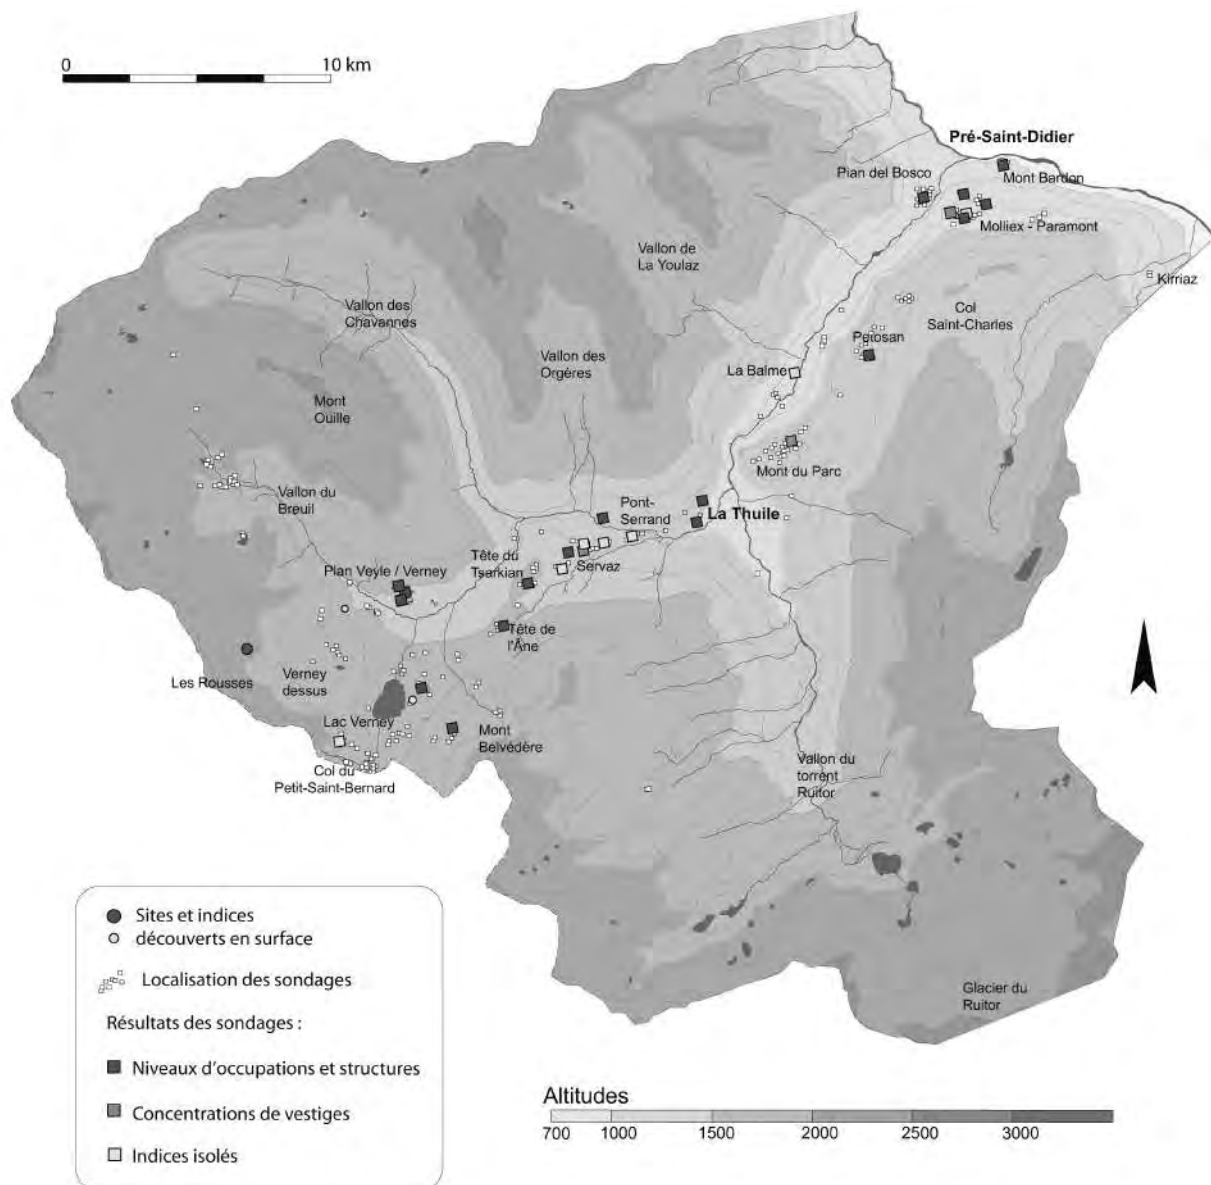 0 10 km
Pré-Saint-Didier
Pian del Bosco
Mont Bardon
Molliex - Paramont
Vallon de
La Youlaz
Kirriaz
Vallon des
Chavannes
Col
Saint-Charles
Petosan
Vallon des
Orgères
La Balme
Mont
Ouille
Mont du Parc
Vallon du
Breuil
Pont-
Serrand
La Thuile
Plan Veyle / Verney
Tête du
Tsarkian
Servaz
Tête de
l'Âne
Les Rousses
Verney
dessus
Lac Verney
Mont
Belvédère
Col du
Petit-Saint-Bernard
Vallon du
torrent
Ruitor
Glacier du
Ruitor
Sites et indices
découverts en surface
Localisation des sondages
Résultats des sondages :
Niveaux d'occupations et structures
Concentrations de vestiges
Indices isolés
Altitudes
700 1000 1500 2000 2500 3000